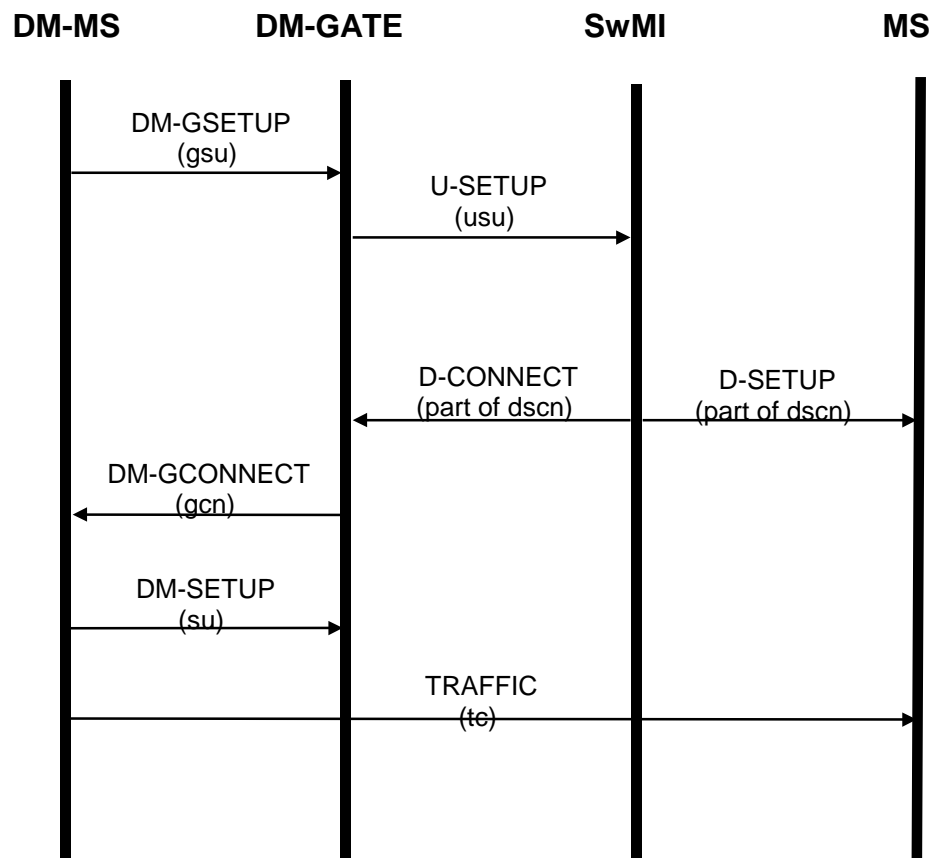 DM-MS DM-GATE SwMI MS
DM-GSETUP
(gsu)
U-SETUP
(usu)
D-CONNECT
(part of dscn)
D-SETUP
(part of dscn)
DM-GCONNECT
(gcn)
DM-SETUP
(su)
TRAFFIC
(tc)